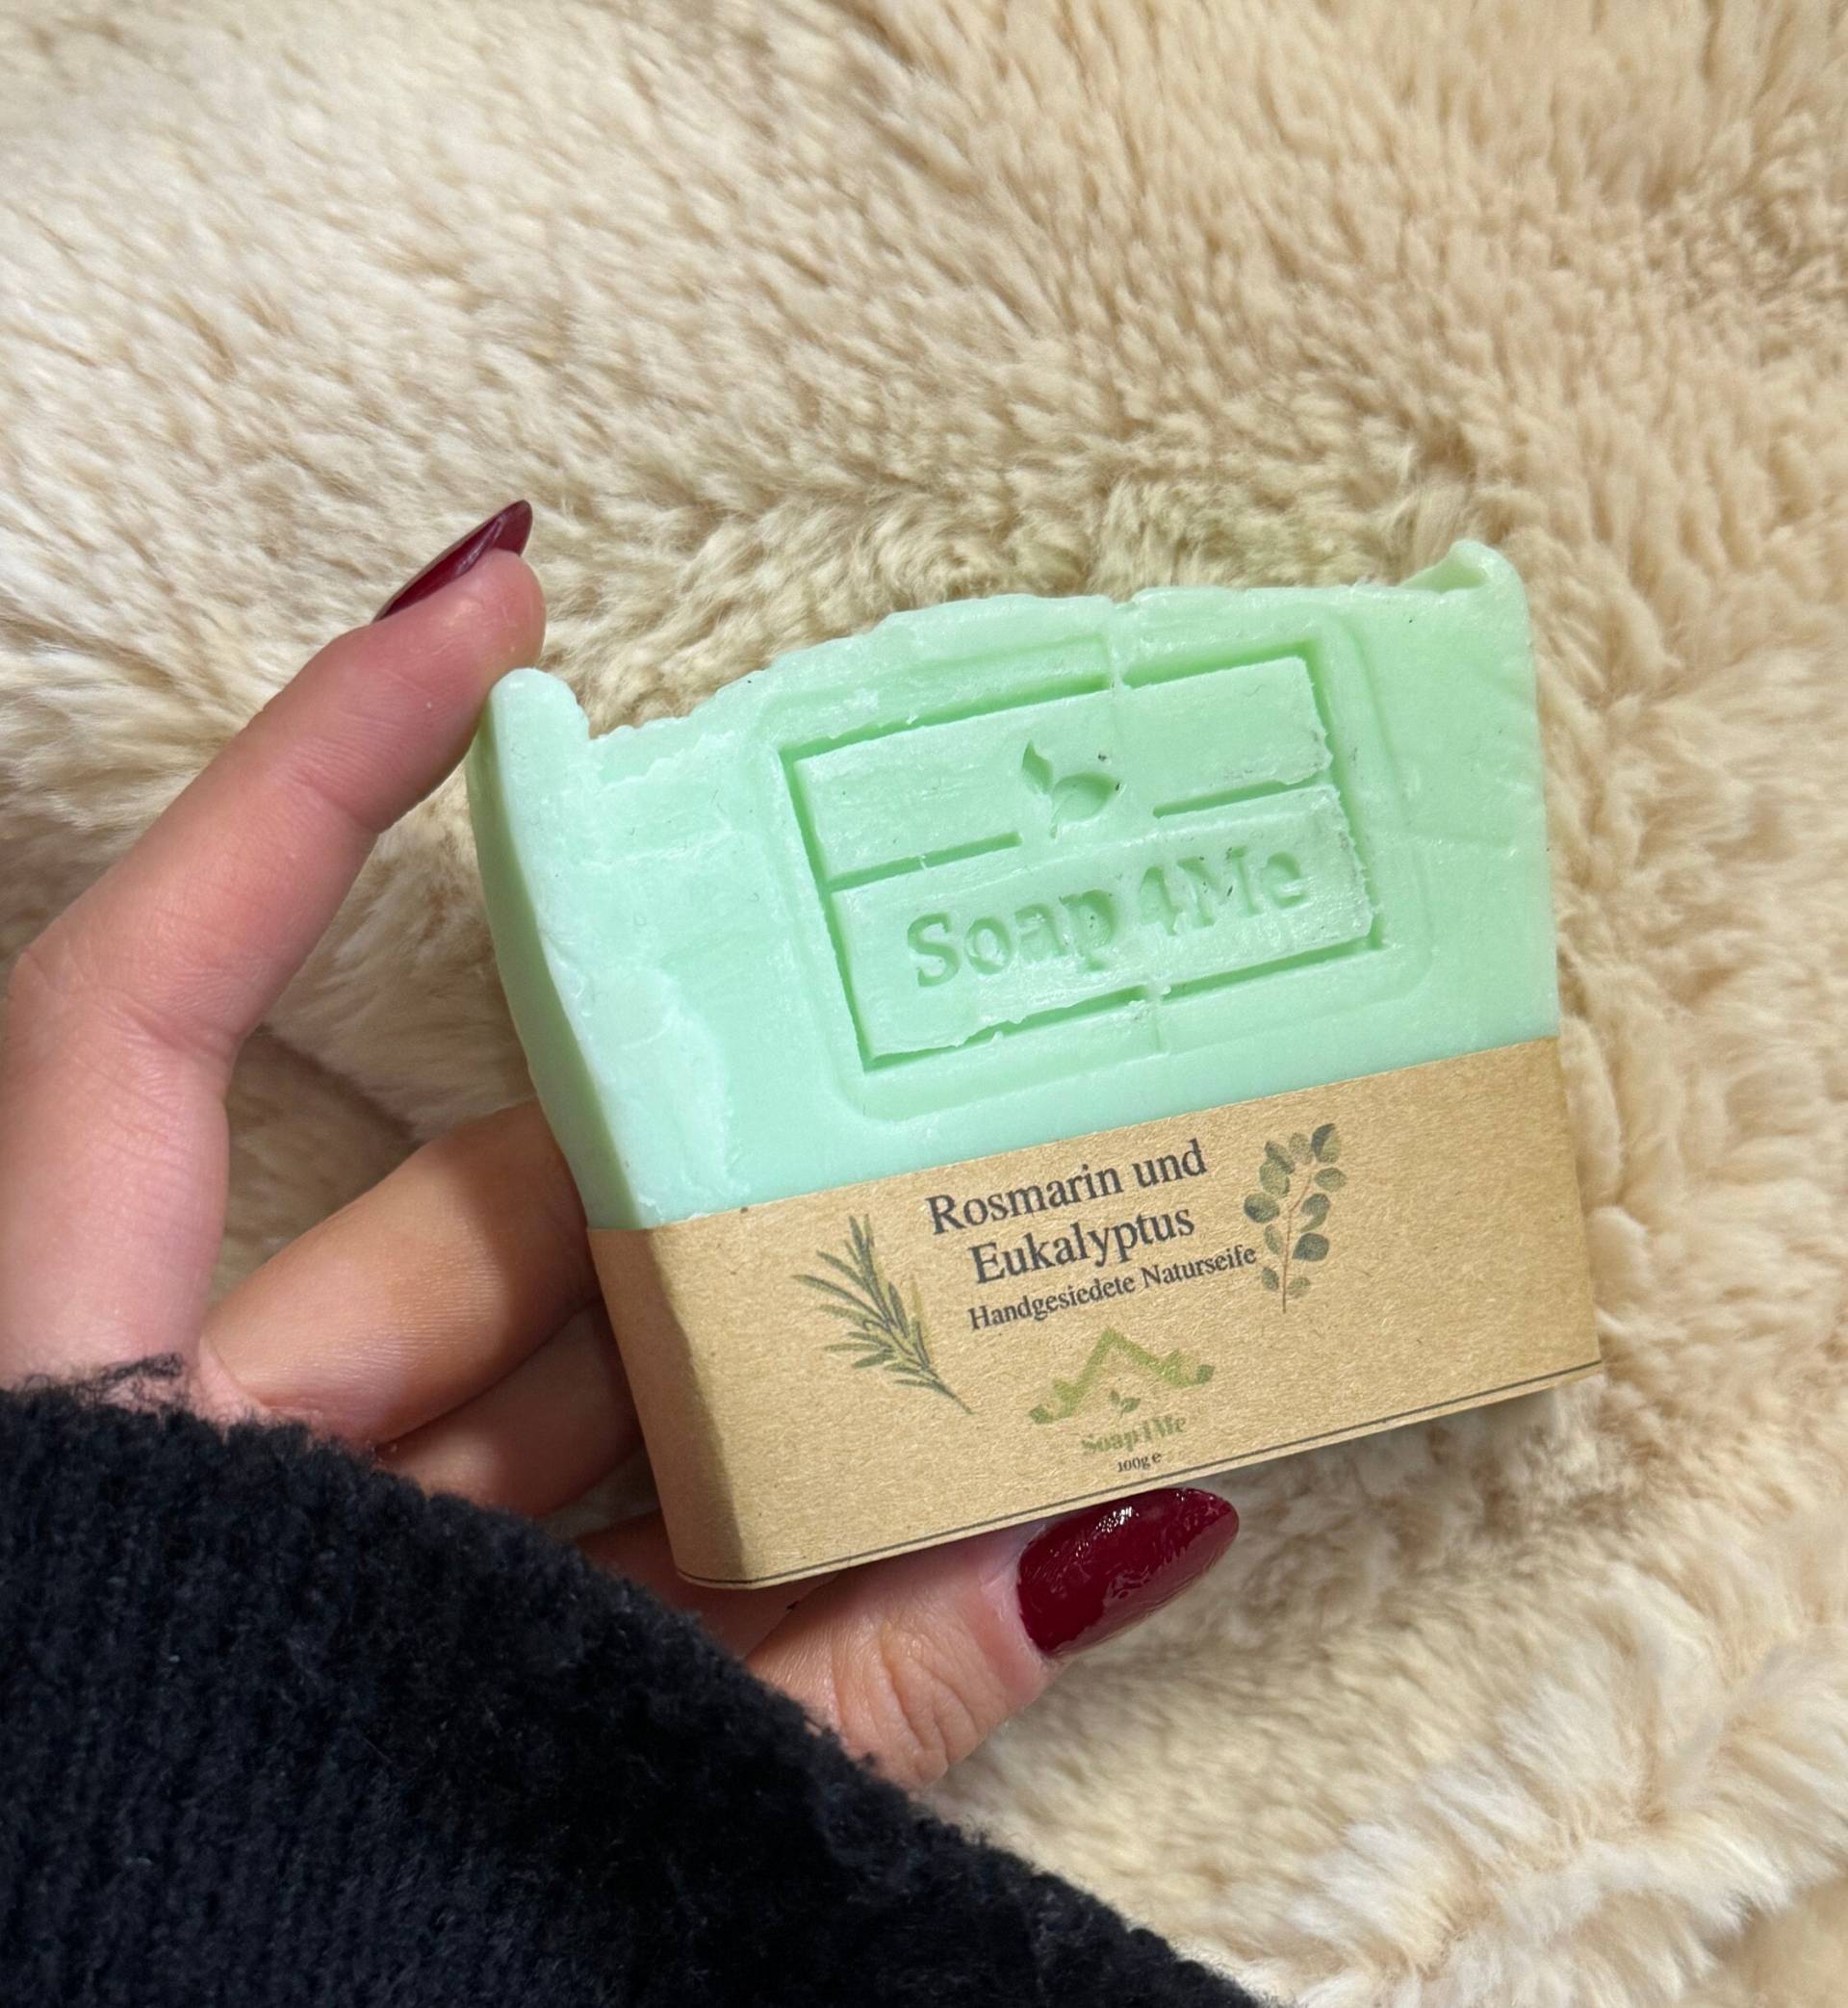 Soap4Me
Rosmarin und
Eukalyptus
Handgesiedete Naturseife
Soap4Me
100g e